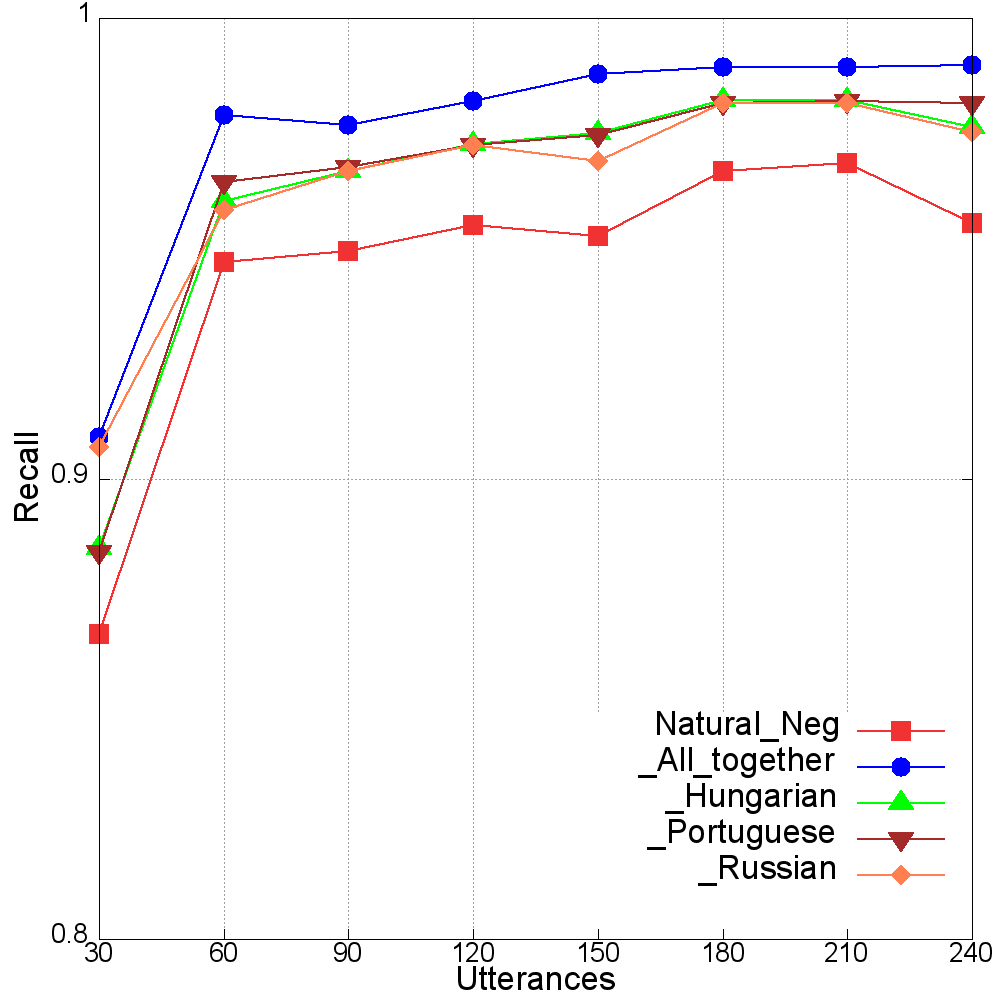 1
0.9
0.8
Recall
Natural_Neg
_All_together
_Hungarian
_Portuguese
_Russian
30 60 90 120 150 180 210 240
Utterances